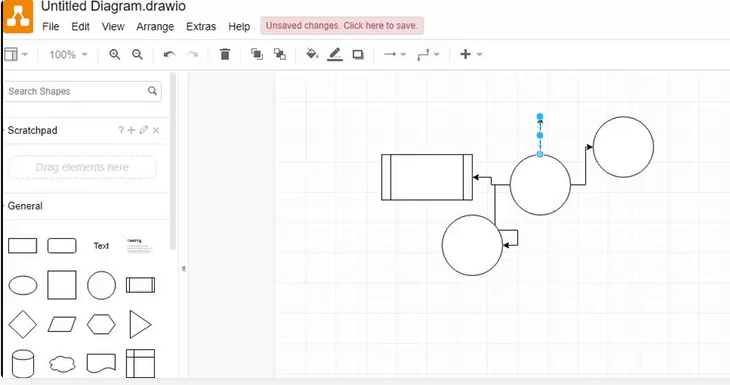 Untitled Diagram.drawio
File Edit View Arrange Extras Help Unsaved changes. Click here to save.
100%
Search Shapes
Scratchpad ?
Drag elements here
General
Text Heading